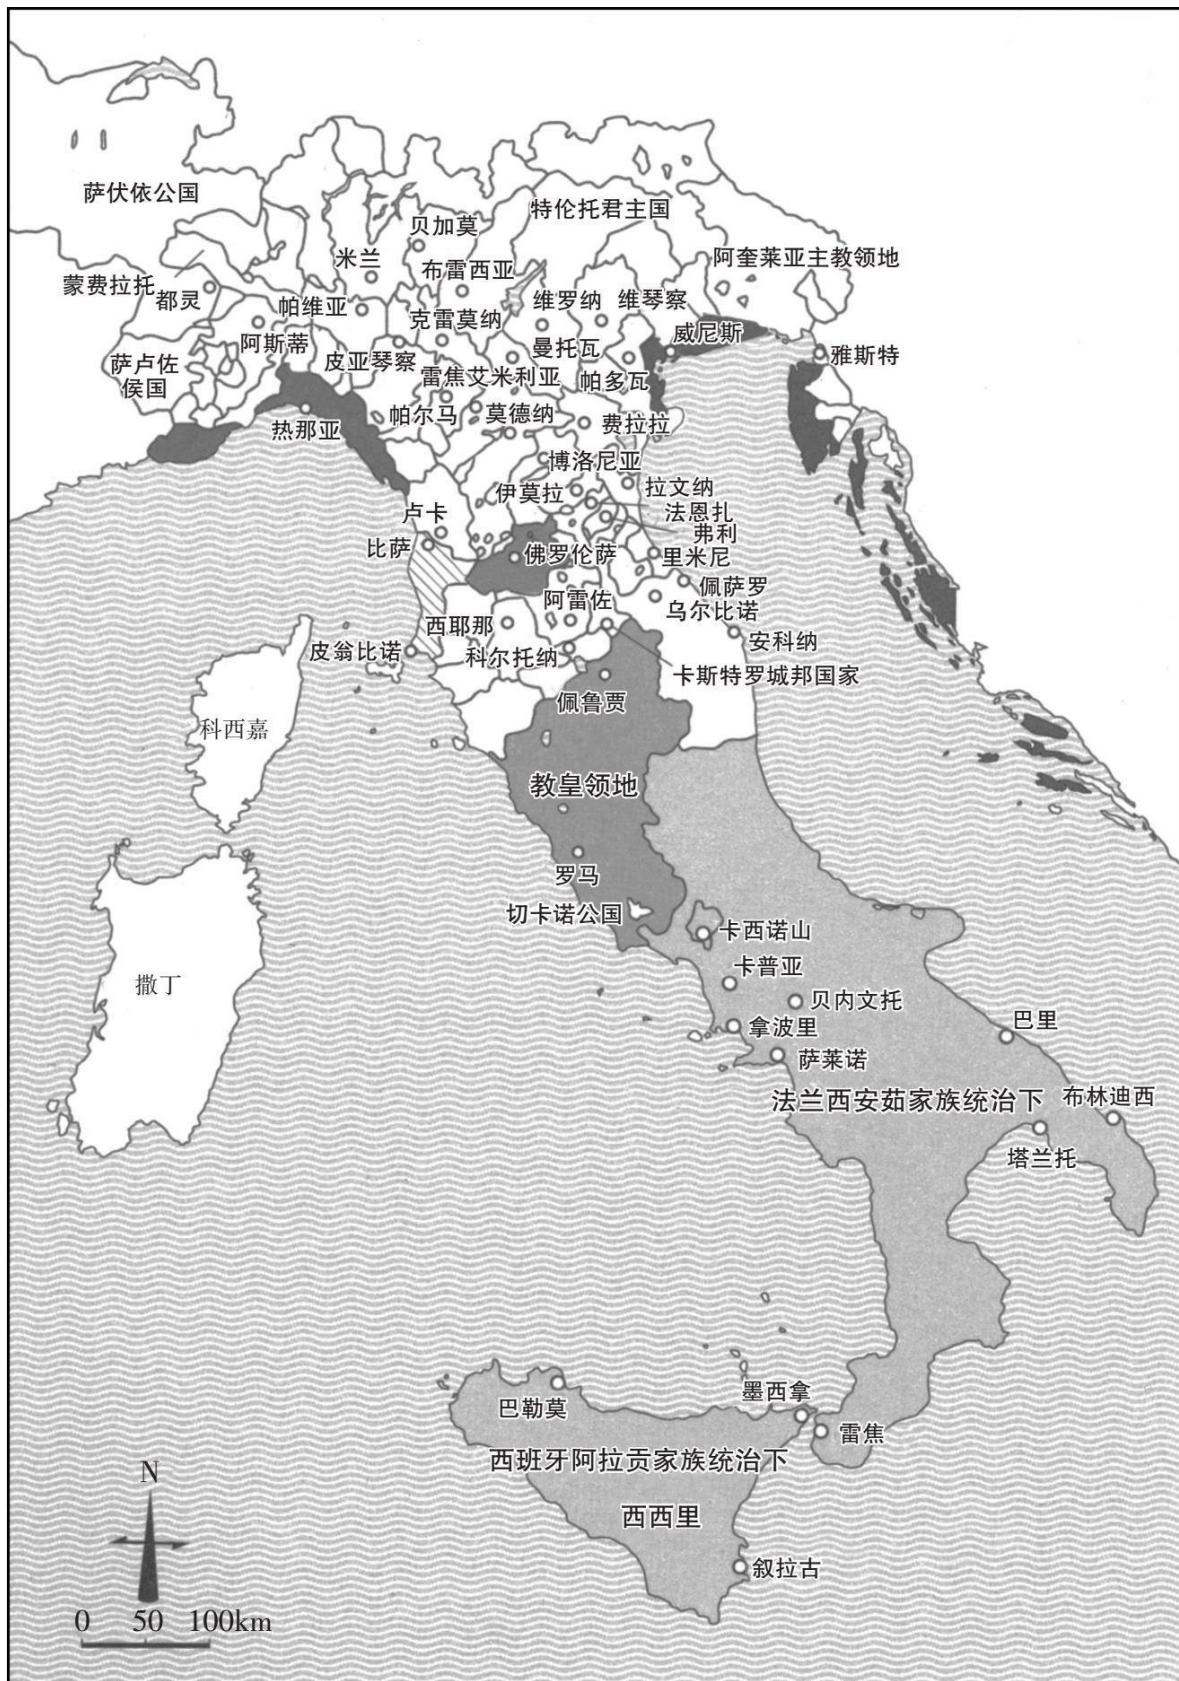 萨伏依公国
特伦托君主国
贝加莫
米兰
布雷西亚
阿奎莱亚主教领地
蒙费拉托
都灵
帕维亚
维罗纳
维琴察
克雷莫纳
阿斯蒂
威尼斯
皮亚琴察
曼托瓦
雅斯特
萨卢佐
侯国
雷焦艾米利亚
帕多瓦
帕尔马
莫德纳
费拉拉
热那亚
博洛尼亚
伊莫拉
拉文纳
法恩扎
卢卡
弗利
比萨
佛罗伦萨
里米尼
佩萨罗
阿雷佐
乌尔比诺
西耶那
安科纳
皮翁比诺
科尔托纳
卡斯特罗城邦国家
佩鲁贾
科西嘉
教皇领地
罗马
切卡诺公国
卡西诺山
卡普亚
撒丁
贝内文托
拿波里
巴里
萨莱诺
法兰西安茹家族统治下
布林迪西
塔兰托
墨西拿
巴勒莫
雷焦
西班牙阿拉贡家族统治下
N
西西里
叙拉古
0 50 100km